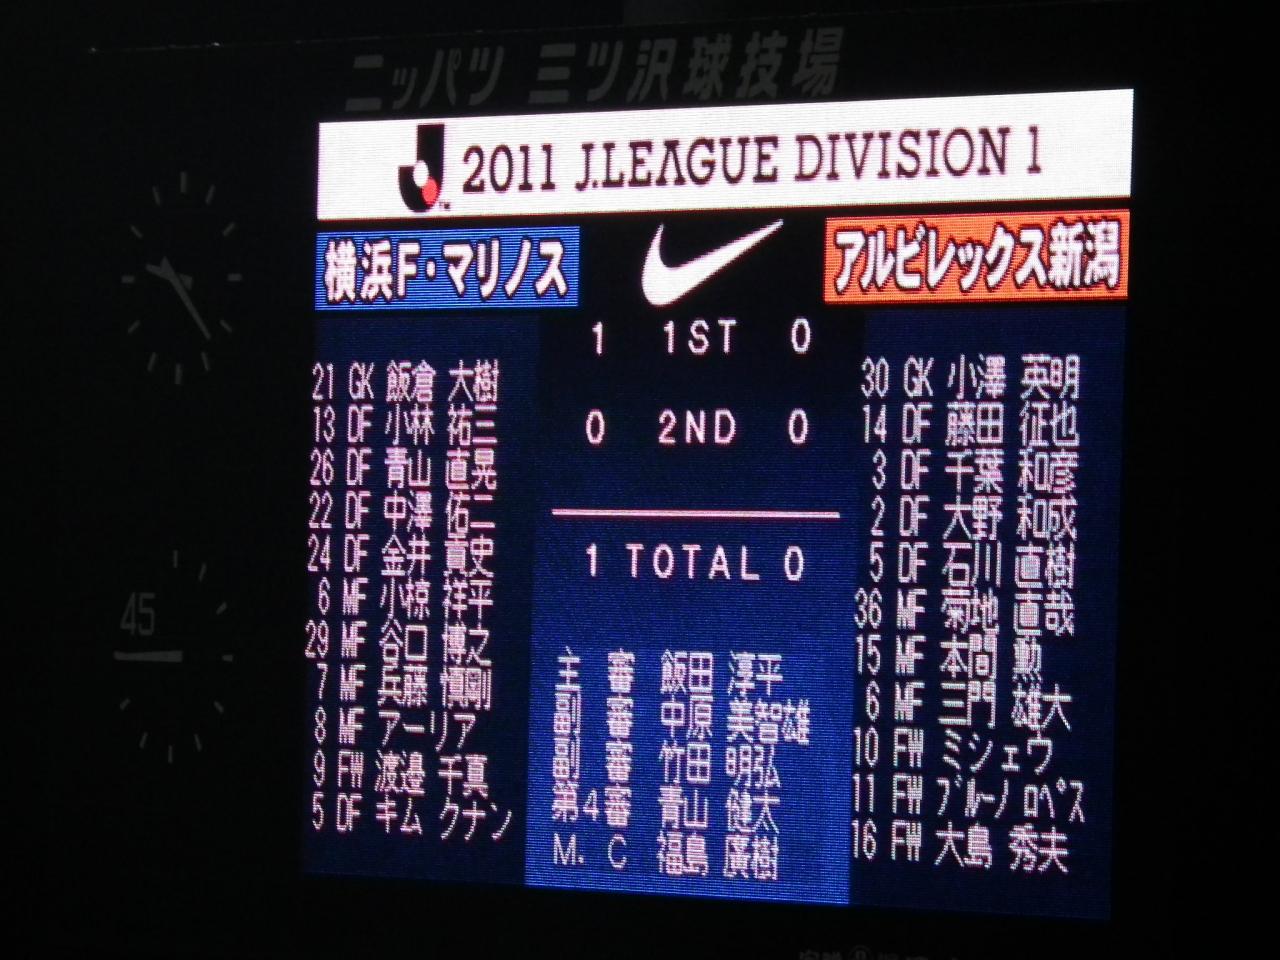 ニッパツ 三ツ沢球技場
2011 J.LEAGUE DIVISION 1
横浜F・マリノス
アルビレックス新潟
1 1ST 0
0 2ND 0
1 TOTAL 0
21 GK 飯倉 大樹
13 DF 小林 祐三
26 DF 青山 直晃
22 DF 中澤 佑二
24 DF 金井 貢史
6 MF 小椋 祥平
29 MF 谷口 博之
7 MF 兵藤 慎剛
8 MF アーリア
9 FW 渡邉 千真
5 DF キム クナン
主 審 飯田 淳平
副 審 中原 美智雄
副 審 竹田 明弘
第4審 青山 健太
M. C 福島 廣樹
30 GK 小澤 英明
14 DF 藤田 征也
3 DF 千葉 和彦
2 DF 大野 和成
5 DF 石川 直樹
36 MF 菊地 直哉
15 MF 本間 勲
6 MF 三門 雄大
10 FW ミシェウ
11 FW ブルーノ ロペス
16 FW 大島 秀夫
45